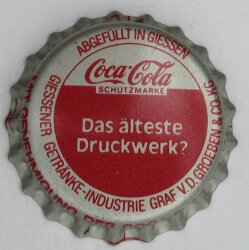 ABGEFÜLLT IN GIESSEN
Coca-Cola
SCHUTZMARKE
Das älteste
Druckwerk?
GIESSENER GETRÄNKE-INDUSTRIE GRAF V.D. GROEBEN & CO. KG